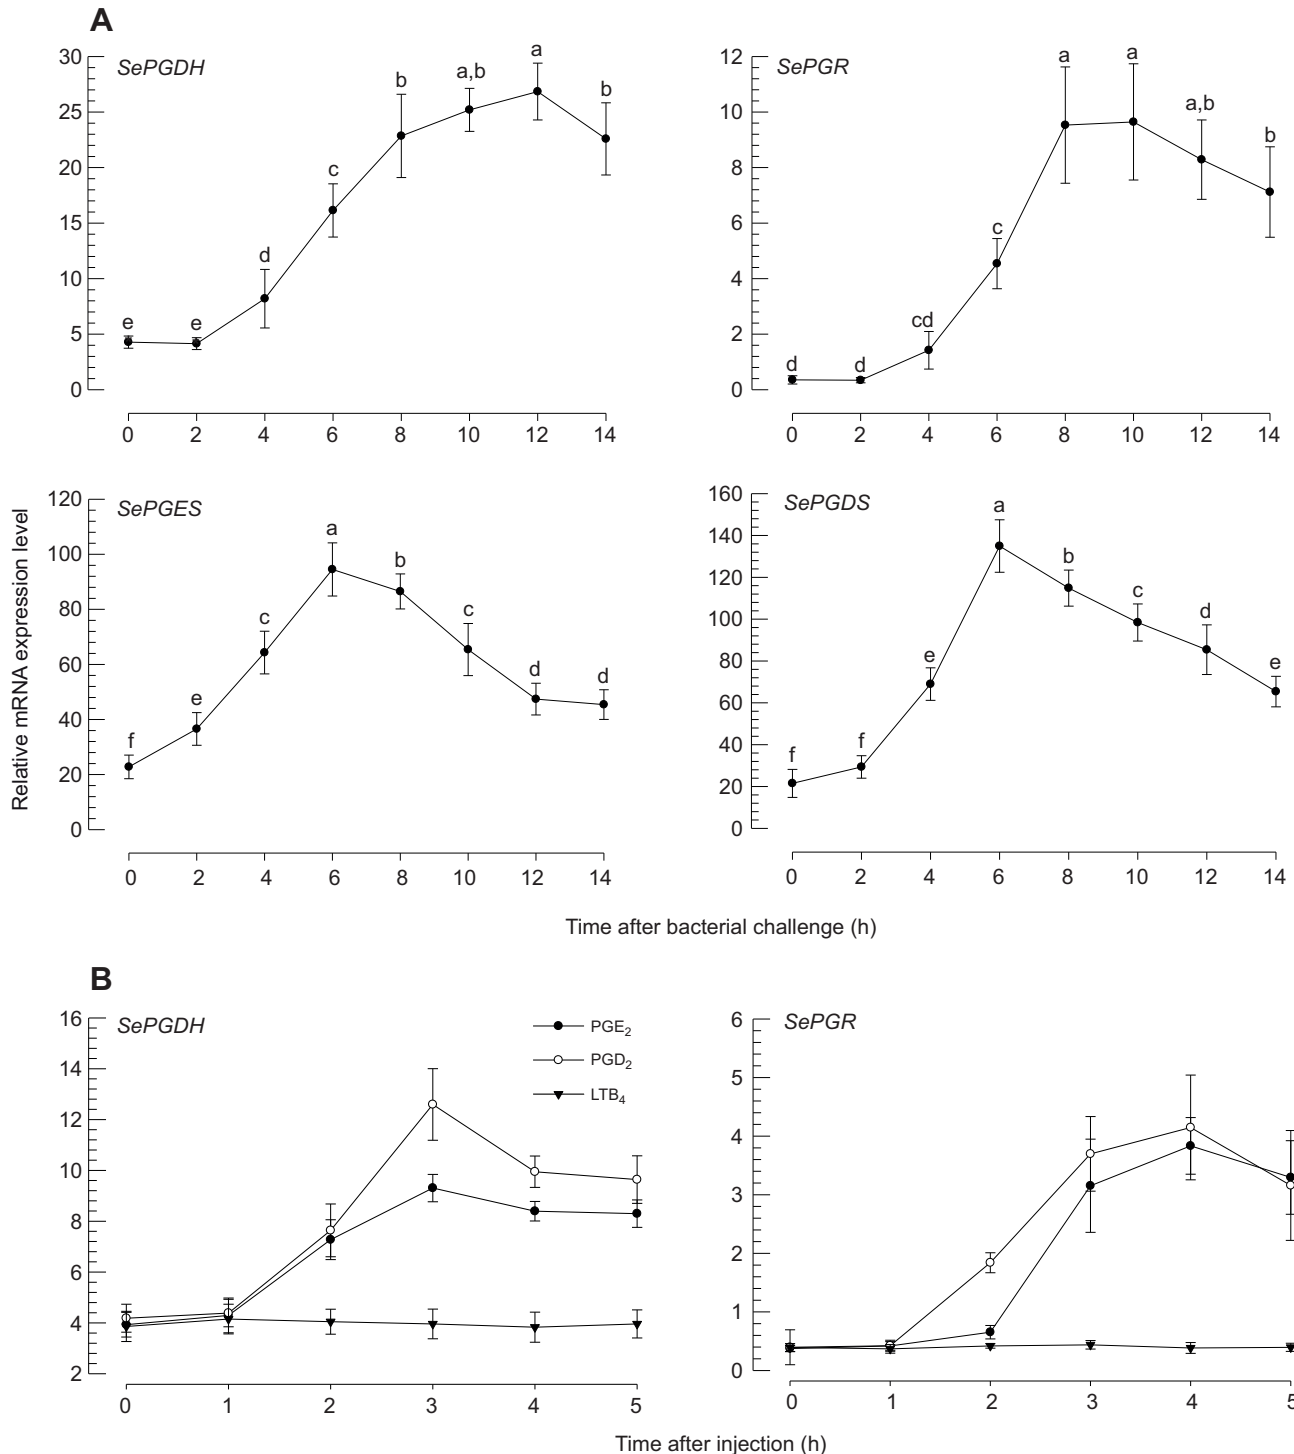 A
SePGDH
30
25
20
15
10
5
0
e
e
d
c
b
a,b
a
b
0 2 4 6 8 10 12 14
SePGR
12
10
8
6
4
2
0
d
d
cd
c
a
a
a,b
b
0 2 4 6 8 10 12 14
Relative mRNA expression level
SePGES
120
100
80
60
40
20
0
f
e
c
a
b
c
d
d
0 2 4 6 8 10 12 14
SePGDS
160
140
120
100
80
60
40
20
0
f
f
e
a
b
c
d
e
0 2 4 6 8 10 12 14
Time after bacterial challenge (h)
B
SePGDH
16
14
12
10
8
6
4
2
PGE2
PGD2
LTB4
0 1 2 3 4 5
SePGR
6
5
4
3
2
1
0
0 1 2 3 4 5
Time after injection (h)